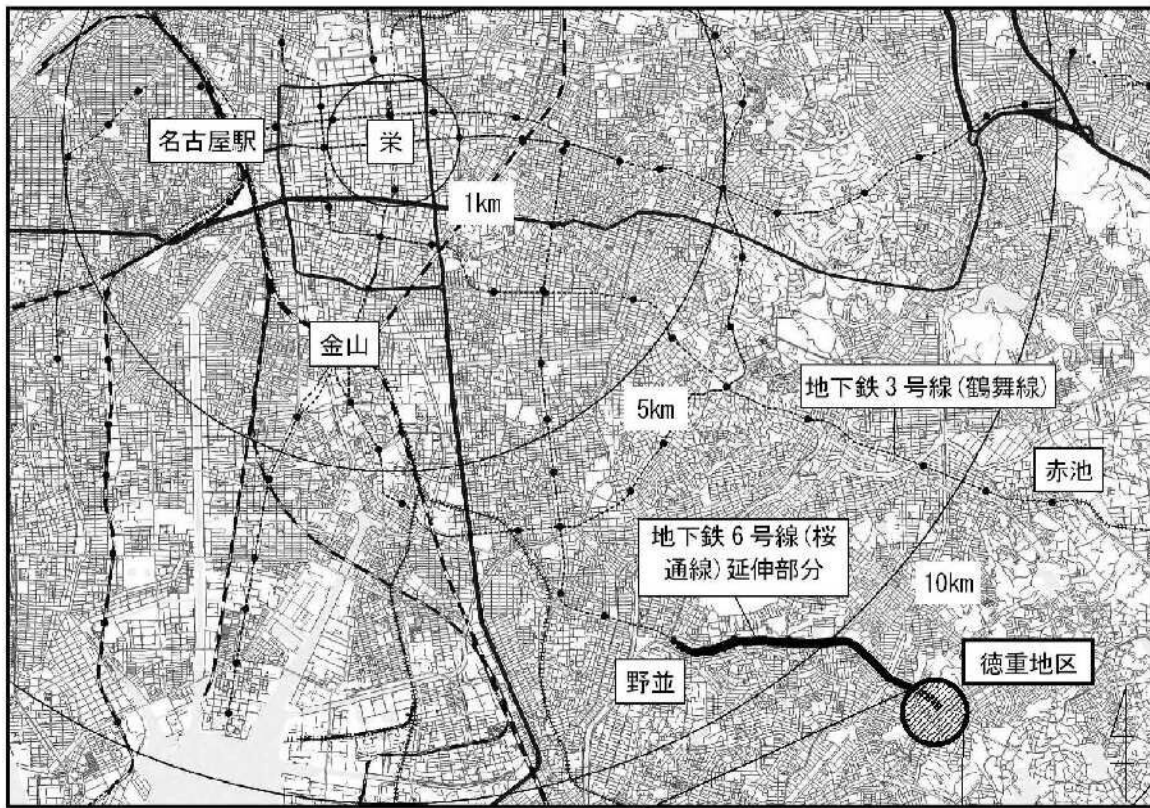 名古屋駅
栄
1km
金山
地下鉄3号線(鶴舞線)
5km
赤池
地下鉄6号線(桜
通線)延伸部分
10km
野並
徳重地区